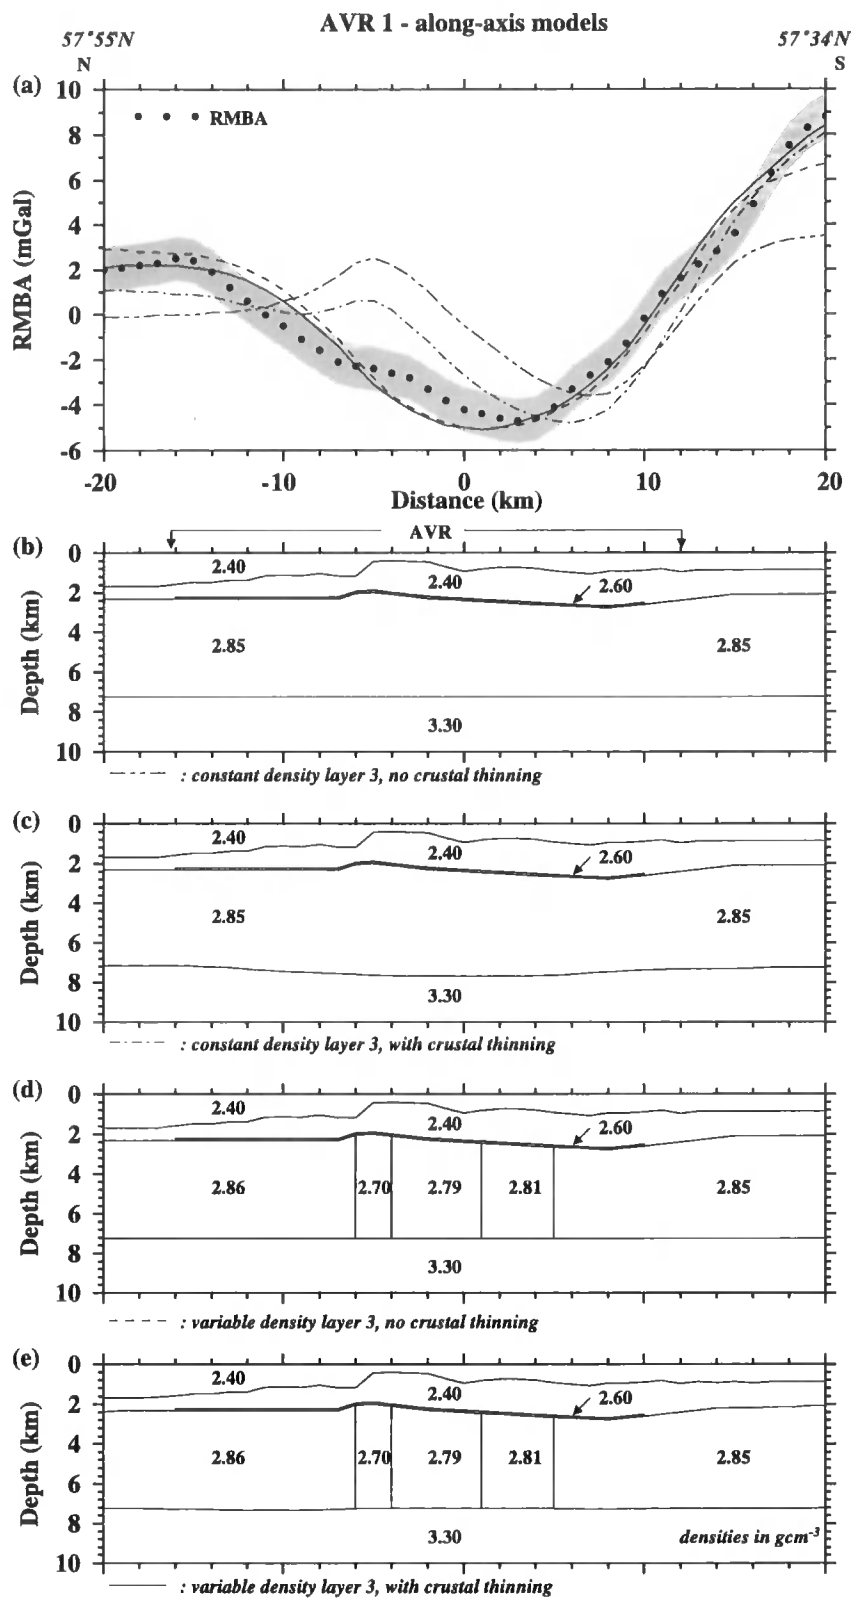 AVR 1 - along-axis models
57°55'N
57°34'N
N
S
(a)
10
8
6
4
2
0
-2
-4
-6
RMBA (mGal)
RMBA
-20
-10
0
10
20
Distance (km)
AVR
(b)
0
2
4
6
8
10
Depth (km)
2.40
2.40
2.60
2.85
2.85
3.30
: constant density layer 3, no crustal thinning
(c)
0
2
4
6
8
10
Depth (km)
2.40
2.40
2.60
2.85
2.85
3.30
: constant density layer 3, with crustal thinning
(d)
0
2
4
6
8
10
Depth (km)
2.40
2.40
2.60
2.86
2.70
2.79
2.81
2.85
3.30
: variable density layer 3, no crustal thinning
(e)
0
2
4
6
8
10
Depth (km)
2.40
2.40
2.60
2.86
2.70
2.79
2.81
2.85
3.30
densities in gcm⁻³
: variable density layer 3, with crustal thinning